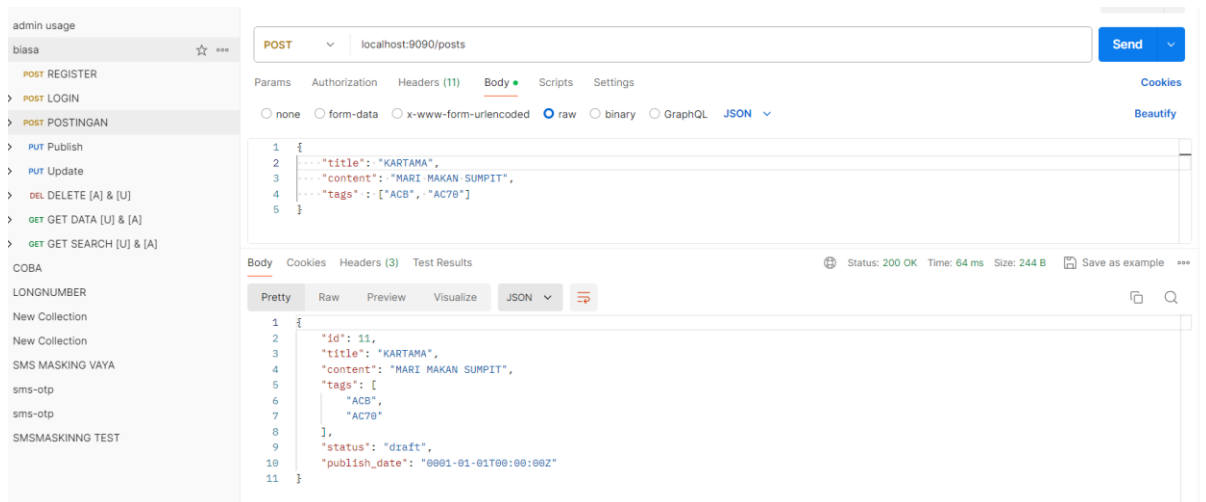 admin usage
biasa
POST REGISTER
POST LOGIN
POST POSTINGAN
PUT Publish
PUT Update
DEL DELETE [A] & [U]
GET GET DATA [U] & [A]
GET GET SEARCH [U] & [A]
COBA
LONGNUMBER
New Collection
New Collection
SMS MASKING VAYA
sms-otp
sms-otp
SMSMASKINNG TEST
POST localhost:9090/posts Send
Params Authorization Headers (11) Body Scripts Settings Cookies
none form-data x-www-form-urlencoded raw binary GraphQL JSON Beautify
1 {
2 "title": "KARTAMA",
3 "content": "MARI MAKAN SUMPIT",
4 "tags" : ["ACB", "AC70"]
5 }
Body Cookies Headers (3) Test Results Status: 200 OK Time: 64 ms Size: 244 B Save as example
Pretty Raw Preview Visualize JSON
1 {
2 "id": 11,
3 "title": "KARTAMA",
4 "content": "MARI MAKAN SUMPIT",
5 "tags": [
6 "ACB",
7 "AC70"
8 ],
9 "status": "draft",
10 "publish_date": "0001-01-01T00:00:00Z"
11 }